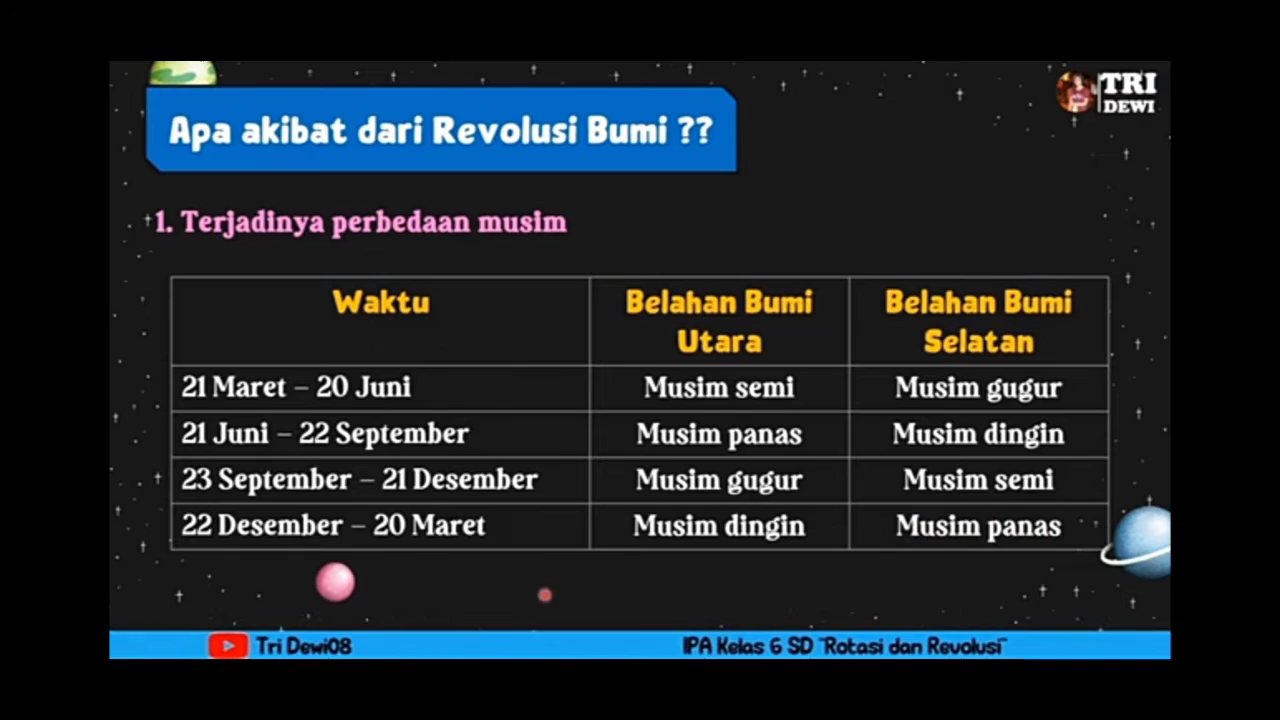 TRI
DEWI
Apa akibat dari Revolusi Bumi ??
1. Terjadinya perbedaan musim
Waktu Belahan Bumi Utara Belahan Bumi Selatan
21 Maret – 20 Juni Musim semi Musim gugur
21 Juni – 22 September Musim panas Musim dingin
23 September – 21 Desember Musim gugur Musim semi
22 Desember – 20 Maret Musim dingin Musim panas
Tri Dewi08 IPA Kelas 6 SD "Rotasi dan Revolusi"